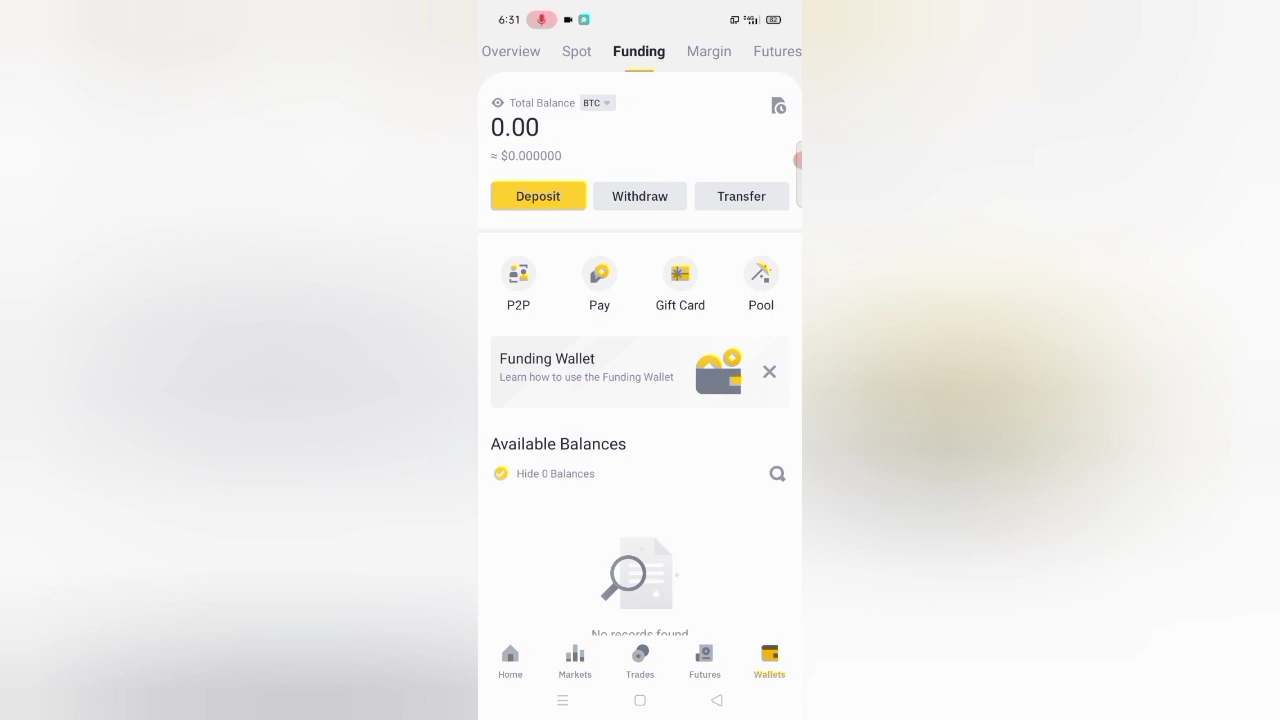 6:31
82
Overview Spot Funding Margin Futures
Total Balance BTC
0.00
≈ $0.000000
Deposit Withdraw Transfer
P2P Pay Gift Card Pool
Funding Wallet
Learn how to use the Funding Wallet
Available Balances
Hide 0 Balances
No records found
Home Markets Trades Futures Wallets